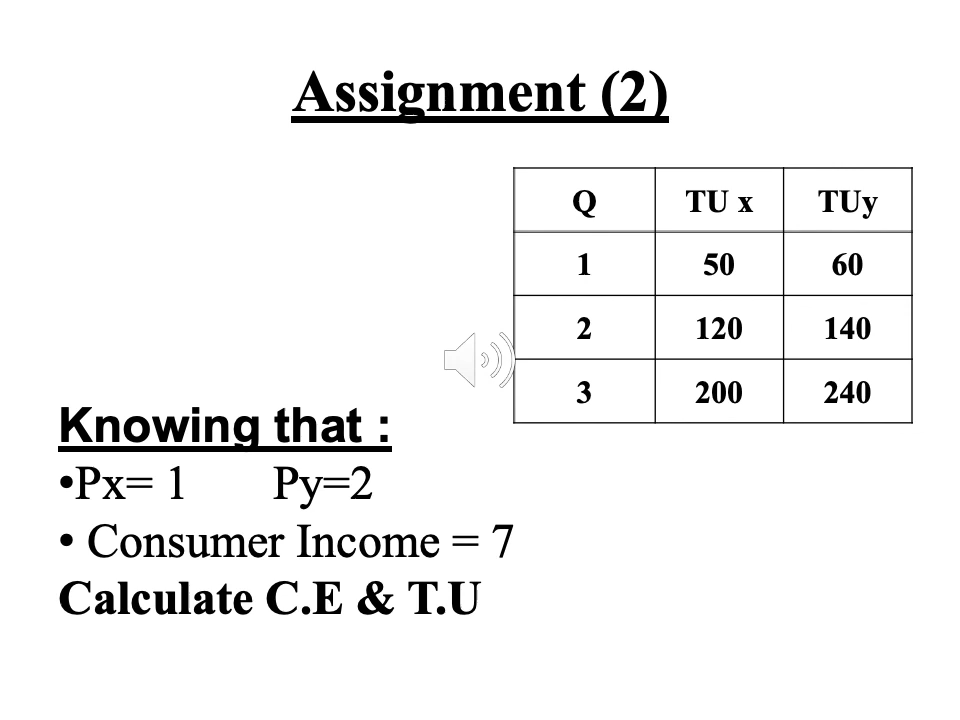 Assignment (2)
Q TU x TUy
1 50 60
2 120 140
3 200 240
Knowing that :
•Px= 1 Py=2
• Consumer Income = 7
Calculate C.E & T.U